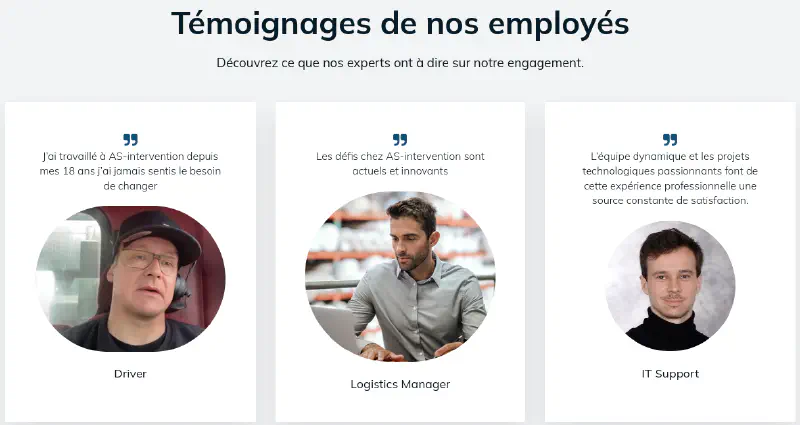 Témoignages de nos employés
Découvrez ce que nos experts ont à dire sur notre engagement.
J'ai travaillé à AS-intervention depuis
mes 18 ans j'ai jamais sentis le besoin
de changer
Driver
Les défis chez AS-intervention sont
actuels et innovants
Logistics Manager
L'équipe dynamique et les projets
technologiques passionnants font de
cette expérience professionnelle une
source constante de satisfaction.
IT Support